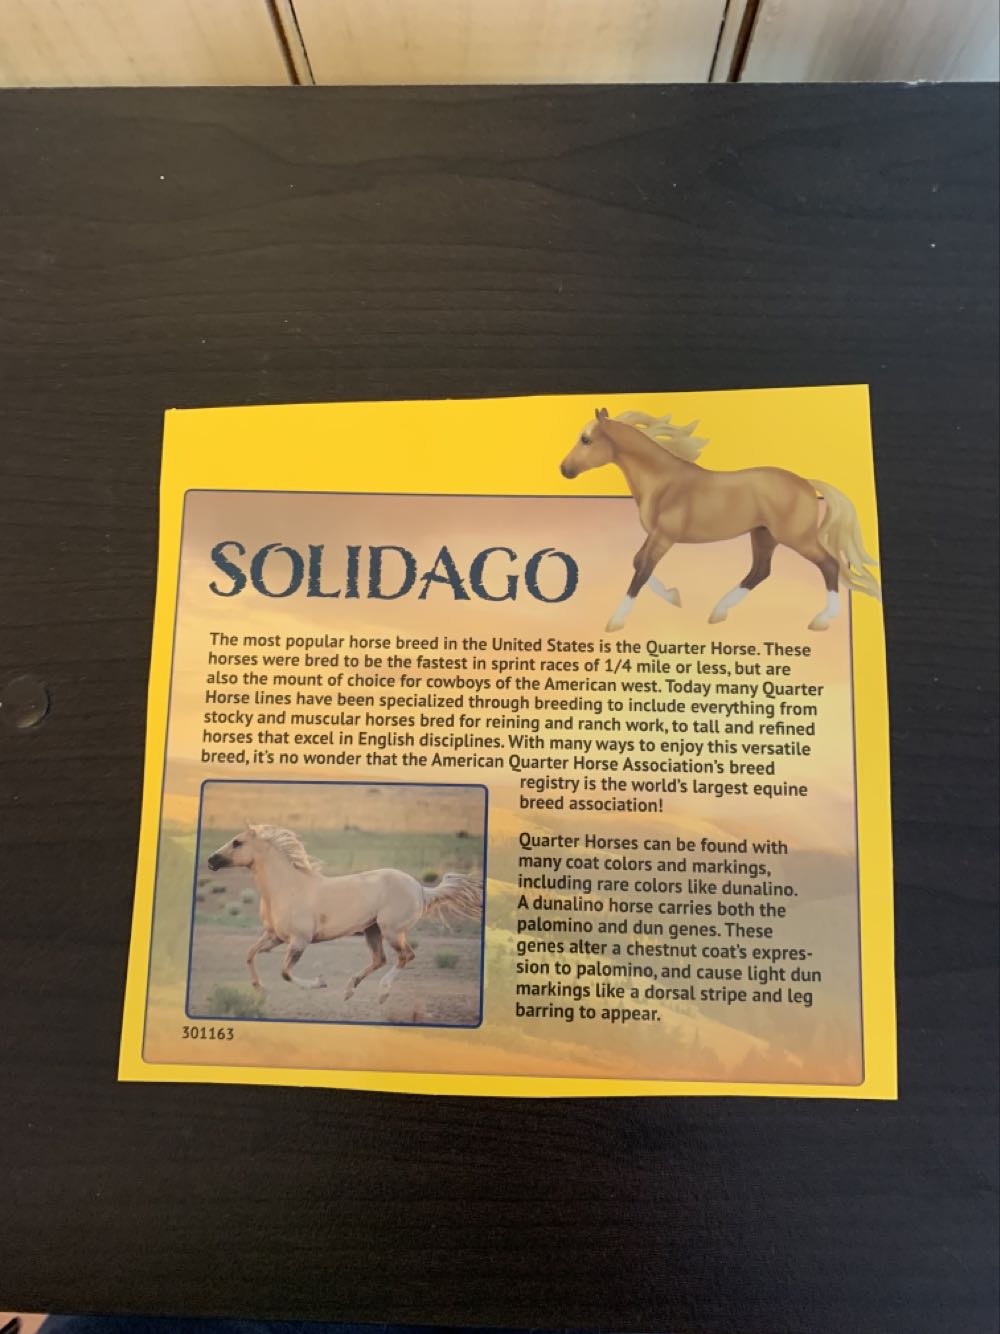 SOLIDAGO
The most popular horse breed in the United States is the Quarter Horse. These
horses were bred to be the fastest in sprint races of 1/4 mile or less, but are
also the mount of choice for cowboys of the American west. Today many Quarter
Horse lines have been specialized through breeding to include everything from
stocky and muscular horses bred for reining and ranch work, to tall and refined
horses that excel in English disciplines. With many ways to enjoy this versatile
breed, it's no wonder that the American Quarter Horse Association's breed
registry is the world's largest equine
breed association!
Quarter Horses can be found with
many coat colors and markings,
including rare colors like dunalino.
A dunalino horse carries both the
palomino and dun genes. These
genes alter a chestnut coat's expres-
sion to palomino, and cause light dun
markings like a dorsal stripe and leg
barring to appear.
301163